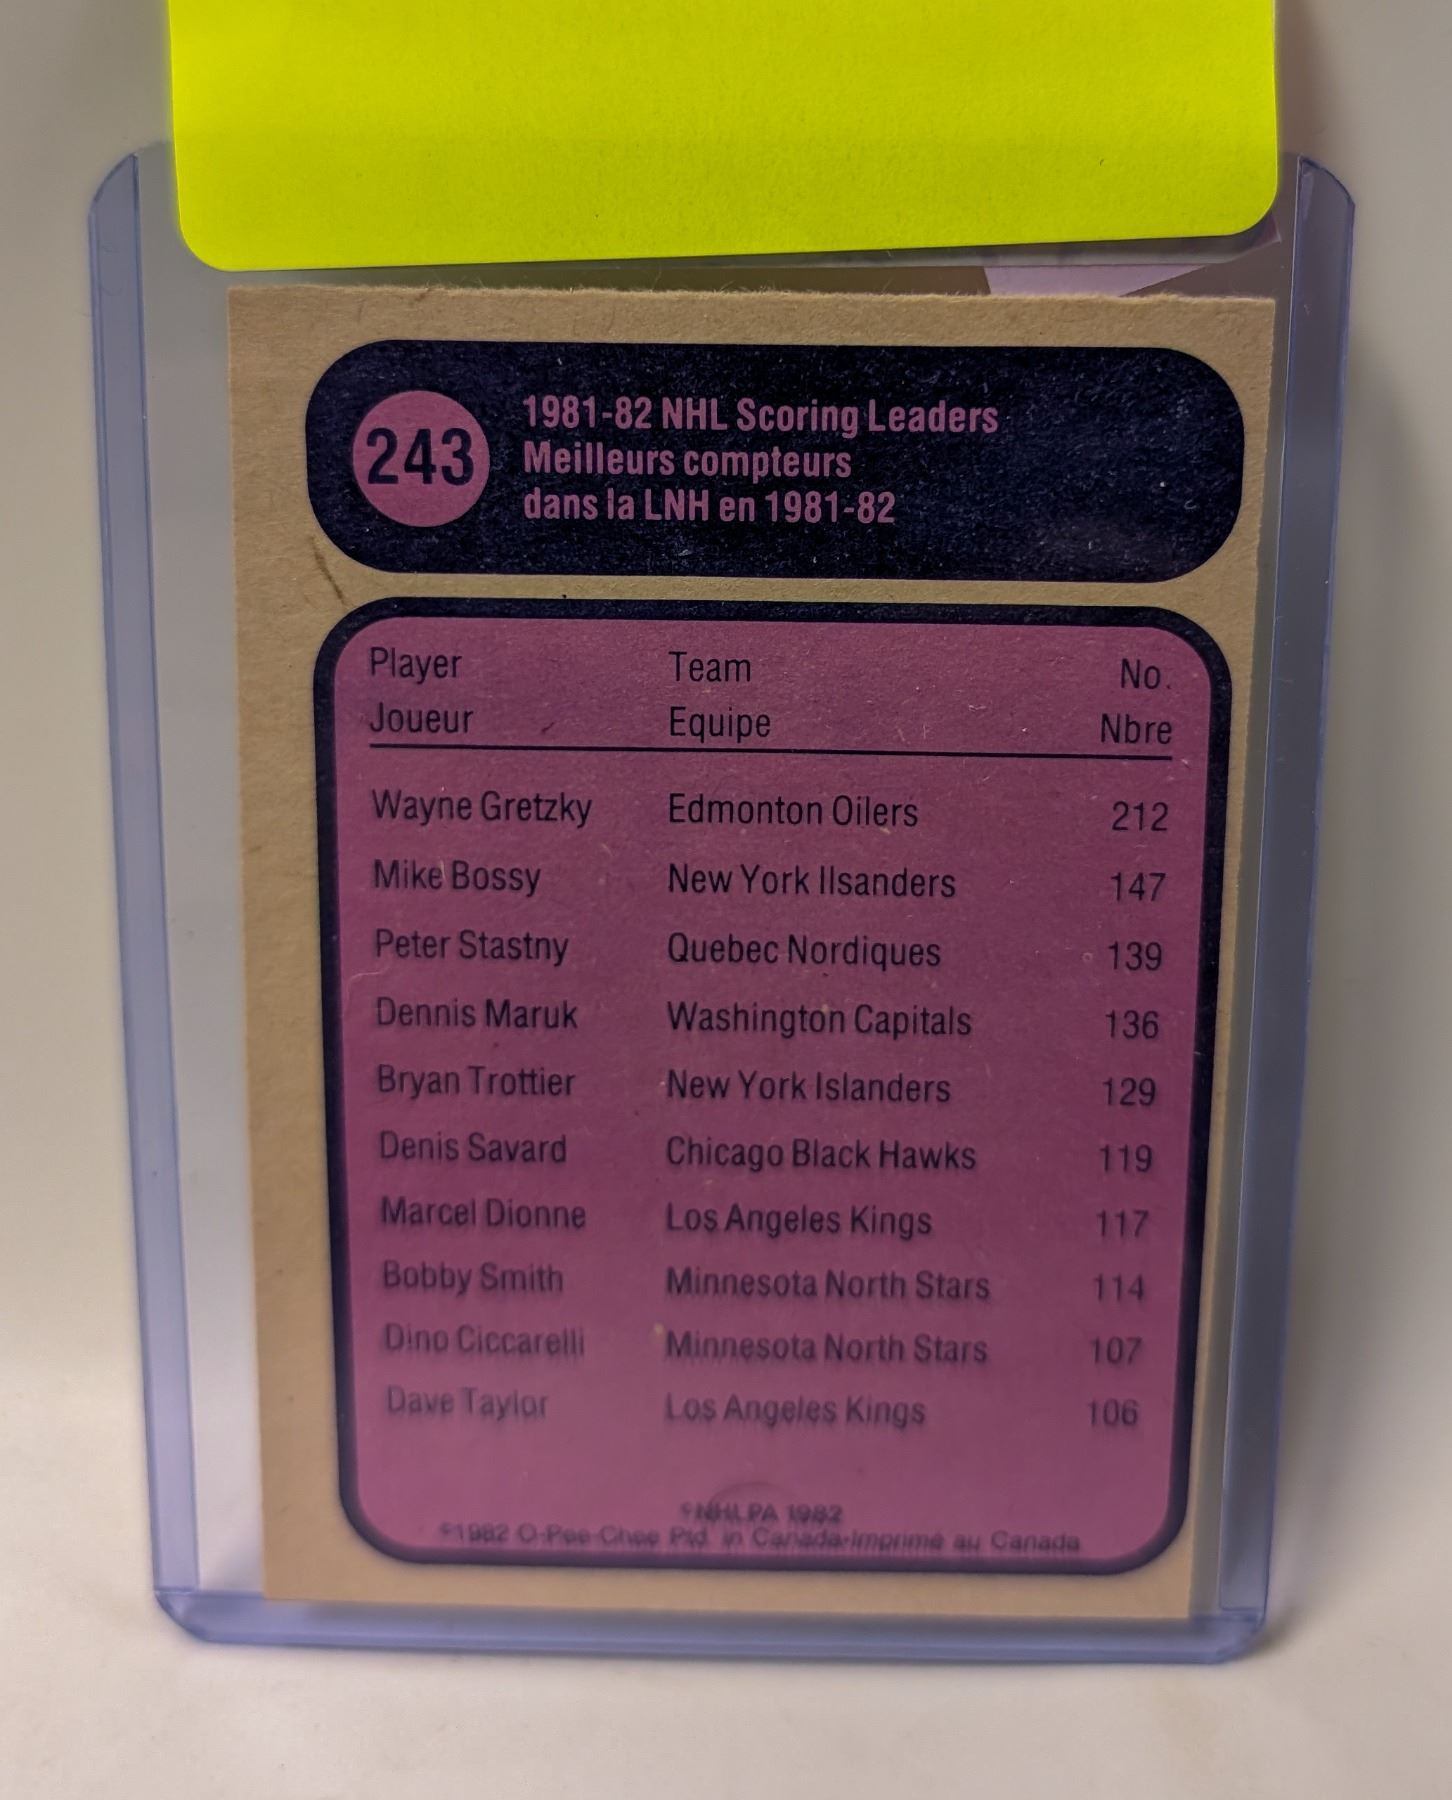 243
1981-82 NHL Scoring Leaders
Meilleurs compteurs
dans la LNH en 1981-82
Player Team No.
Joueur Equipe Nbre
Wayne Gretzky Edmonton Oilers 212
Mike Bossy New York Ilsanders 147
Peter Stastny Quebec Nordiques 139
Dennis Maruk Washington Capitals 136
Bryan Trottier New York Islanders 129
Denis Savard Chicago Black Hawks 119
Marcel Dionne Los Angeles Kings 117
Bobby Smith Minnesota North Stars 114
Dino Ciccarelli Minnesota North Stars 107
Dave Taylor Los Angeles Kings 106
©NHLPA 1982
©1982 O-Pee-Chee Ptd. in Canada-Imprimé au Canada